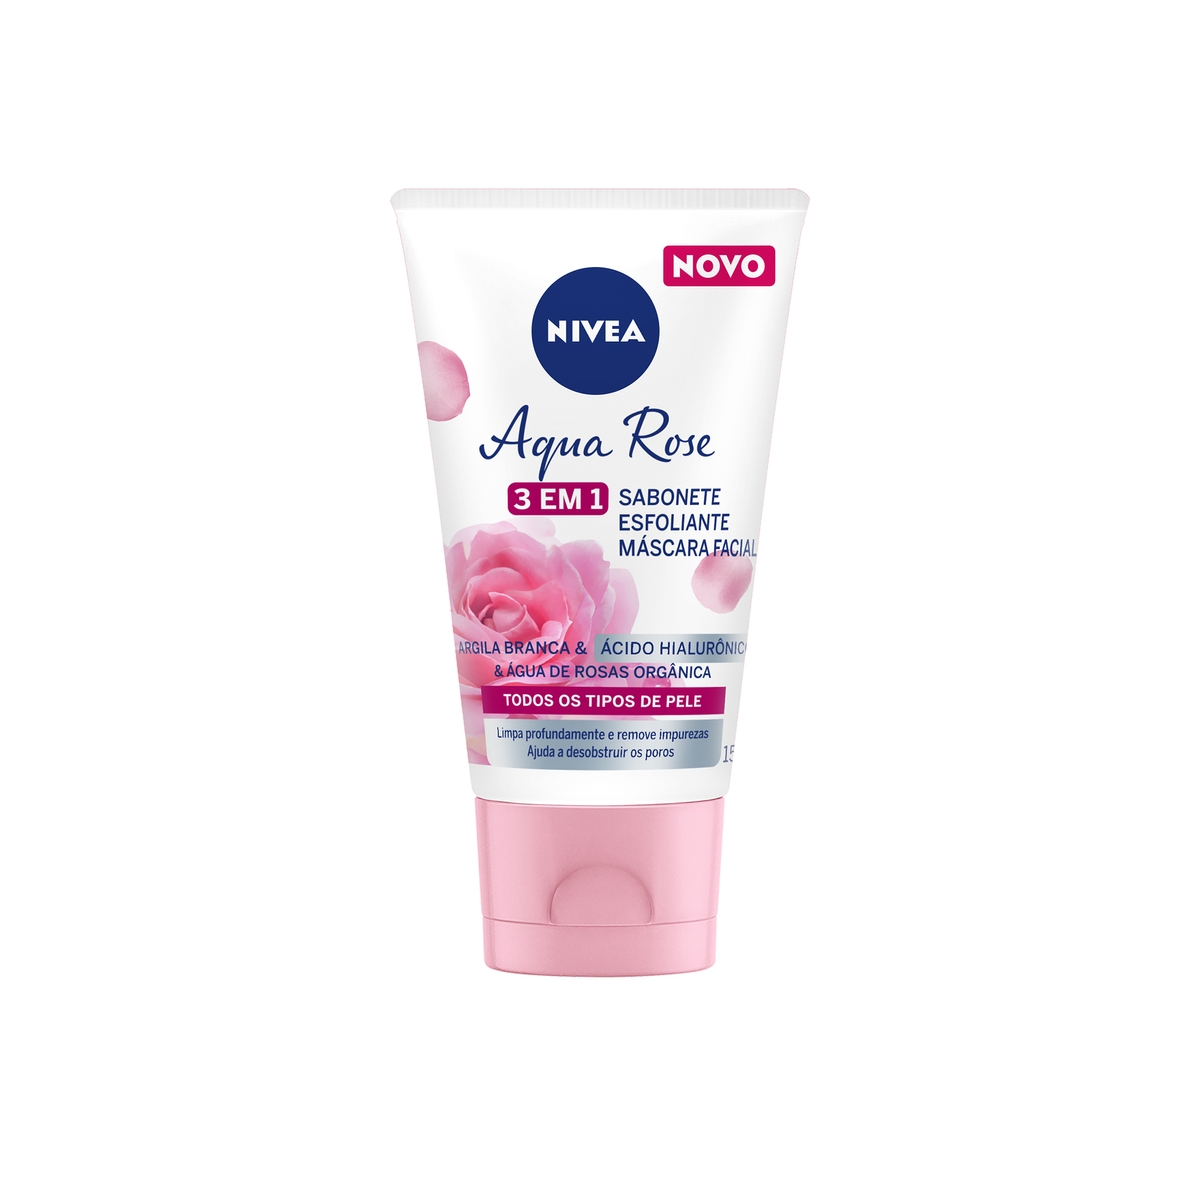 NOVO
NIVEA
Aqua Rose
3 EM 1 SABONETE
ESFOLIANTE
MÁSCARA FACIAL
ARGILA BRANCA & ÁCIDO HIALURÔNICO
& ÁGUA DE ROSAS ORGÂNICA
TODOS OS TIPOS DE PELE
Limpa profundamente e remove impurezas
Ajuda a desobstruir os poros